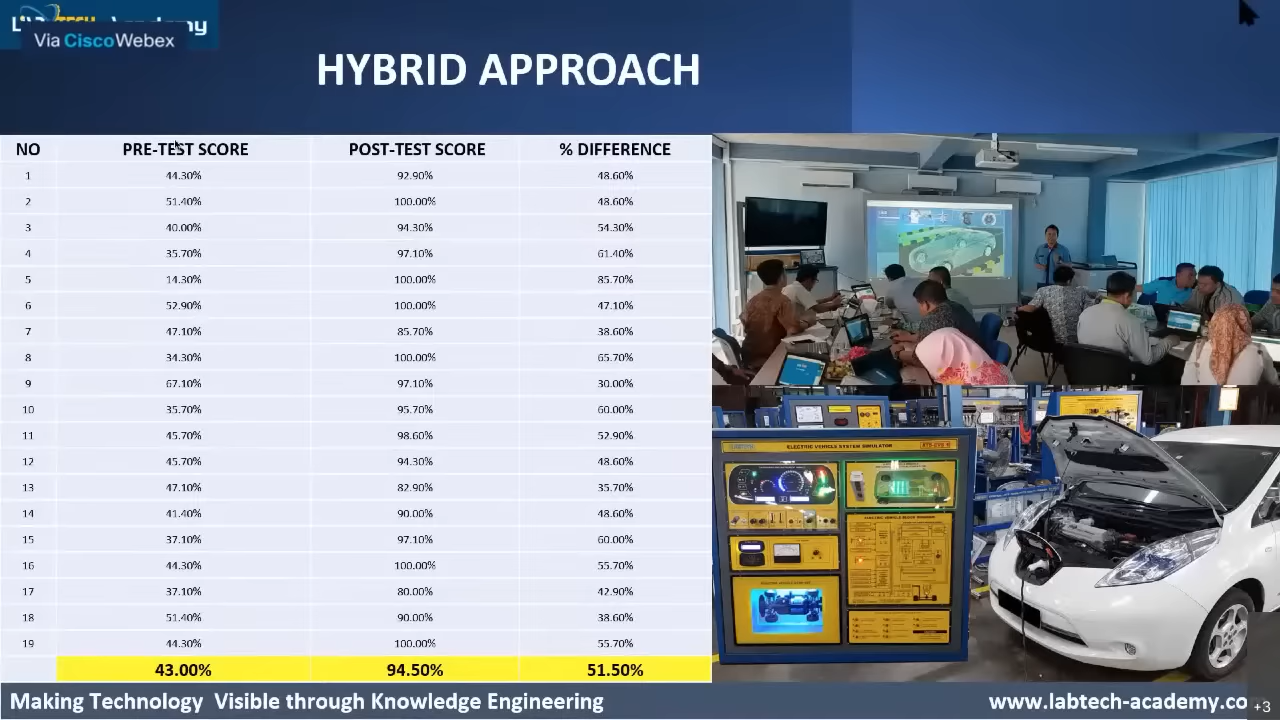 LABTECH Academy
Via Cisco Webex
HYBRID APPROACH
NO PRE-TEST SCORE POST-TEST SCORE % DIFFERENCE
1 44.30% 92.90% 48.60%
2 51.40% 100.00% 48.60%
3 40.00% 94.30% 54.30%
4 35.70% 97.10% 61.40%
5 14.30% 100.00% 85.70%
6 52.90% 100.00% 47.10%
7 47.10% 85.70% 38.60%
8 34.30% 100.00% 65.70%
9 67.10% 97.10% 30.00%
10 35.70% 95.70% 60.00%
11 45.70% 98.60% 52.90%
12 45.70% 94.30% 48.60%
13 47.10% 82.90% 35.70%
14 41.40% 90.00% 48.60%
15 97.10% 60.00%
16 44.30% 100.00% 55.70%
17 80.00% 42.90%
18 51.40% 90.00% 38.60%
19 100.00% 55.70%
43.00% 94.50% 51.50%
ELECTRIC VEHICLE SYSTEM SIMULATOR
Making Technology Visible through Knowledge Engineering
www.labtech-academy.co
+3